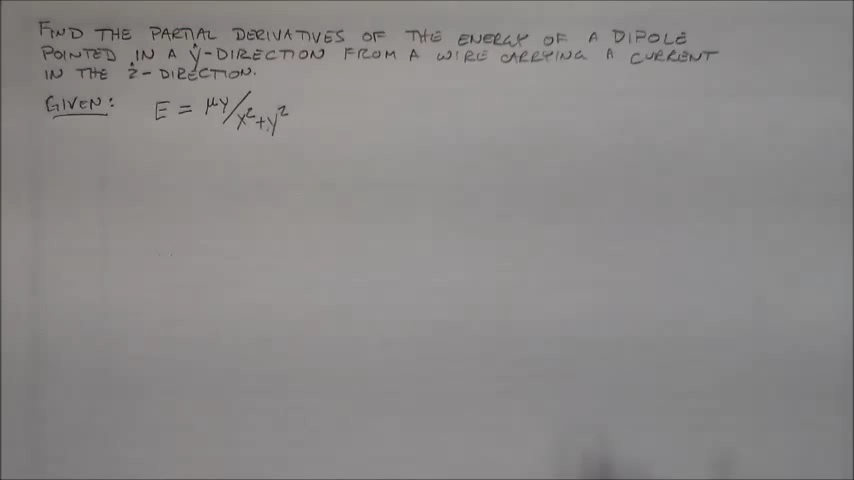 FIND THE PARTIAL DERIVATIVES OF THE ENERGY OF A DIPOLE
POINTED IN A ŷ-DIRECTION FROM A WIRE CARRYING A CURRENT
IN THE ẑ-DIRECTION.
GIVEN: E = μy/x²+y²